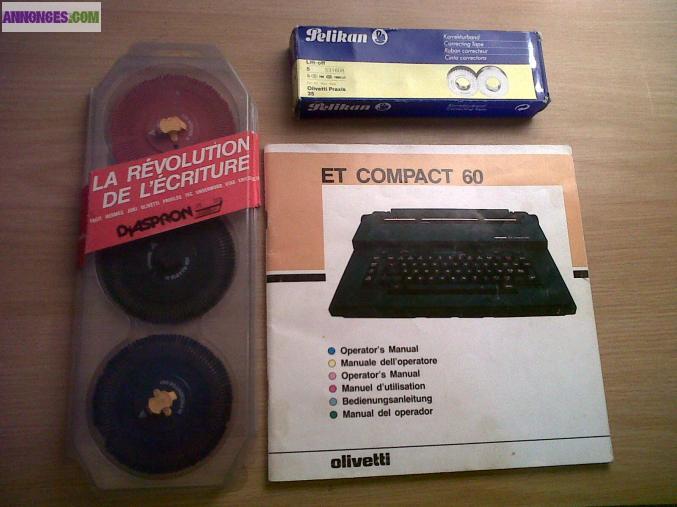 ANNONCES.COM
Pelikan
Korrekturband
Correcting Tape
Ruban correcteur
Cinta correctora
Lift-off
Olivetti Praxis
35
Pelikan
LA RÉVOLUTION
DE L'ÉCRITURE
DIASPRON
ET COMPACT 60
Operator's Manual
Manuale dell'operatore
Operator's Manual
Manuel d'utilisation
Bedienungsanleitung
Manual del operador
olivetti